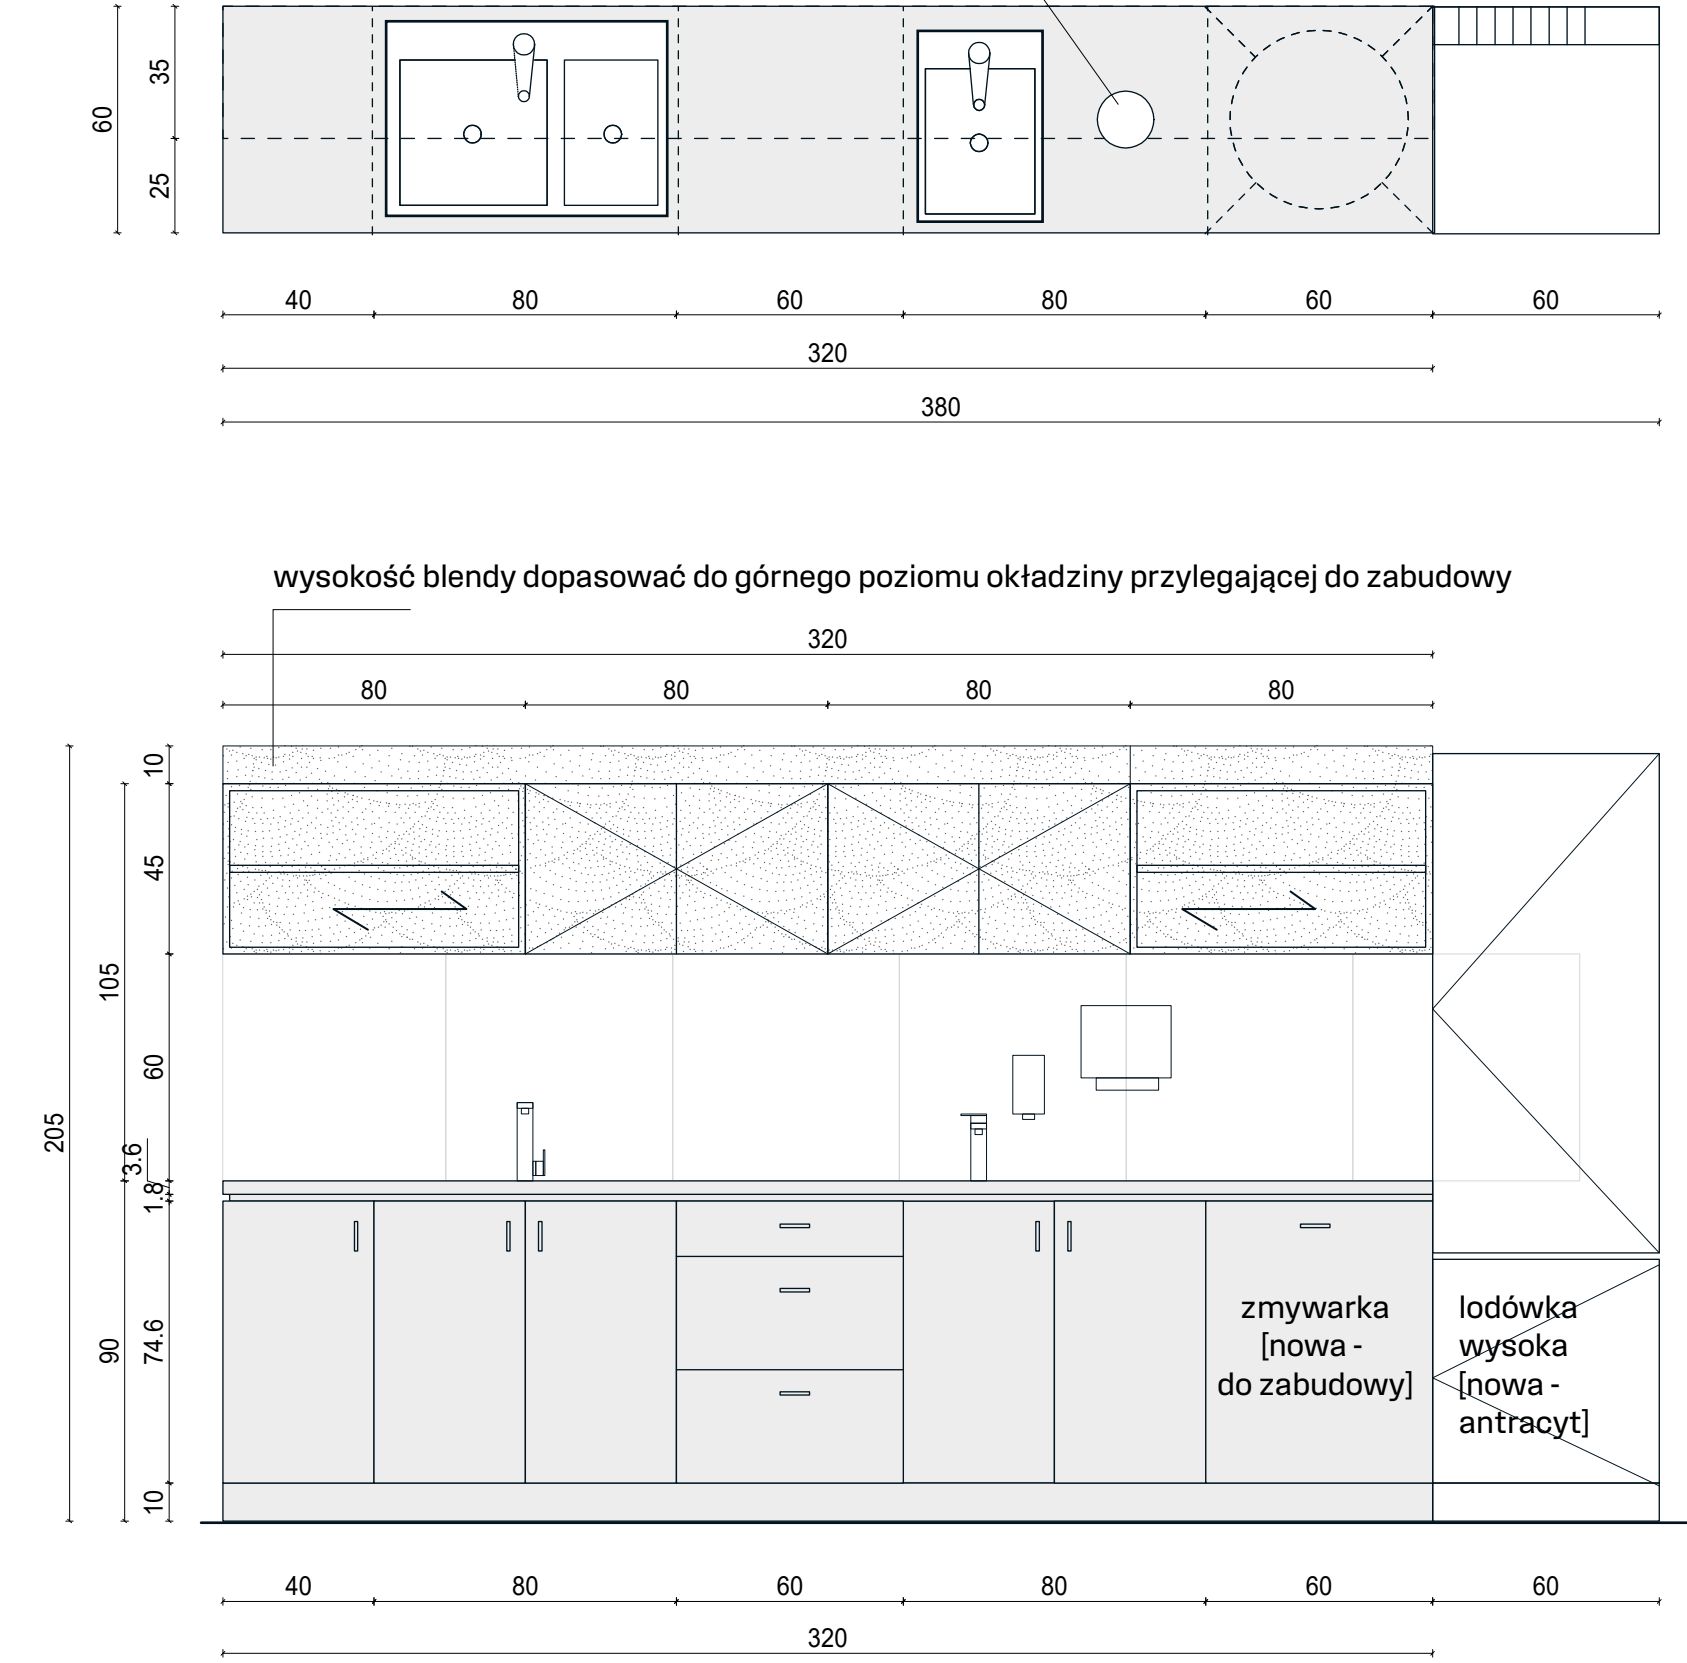 60
35
25
40 80 60 80 60 60
320
380
wysokość blendy dopasować do górnego poziomu okładziny przylegającej do zabudowy
320
80 80 80 80
10
45
105
60
205
3.6
1.8
90
74.6
10
zmywarka
[nowa -
do zabudowy]
lodówka
wysoka
[nowa -
antracyt]
40 80 60 80 60 60
320